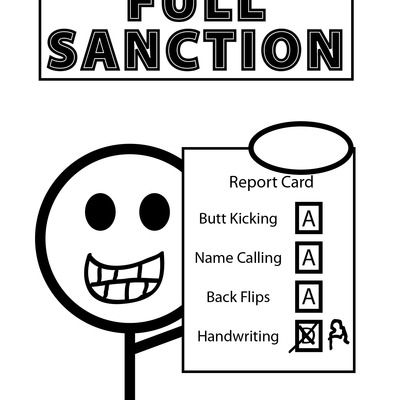 FULL
SANCTION
Report Card
Butt Kicking A
Name Calling A
Back Flips A
Handwriting D A